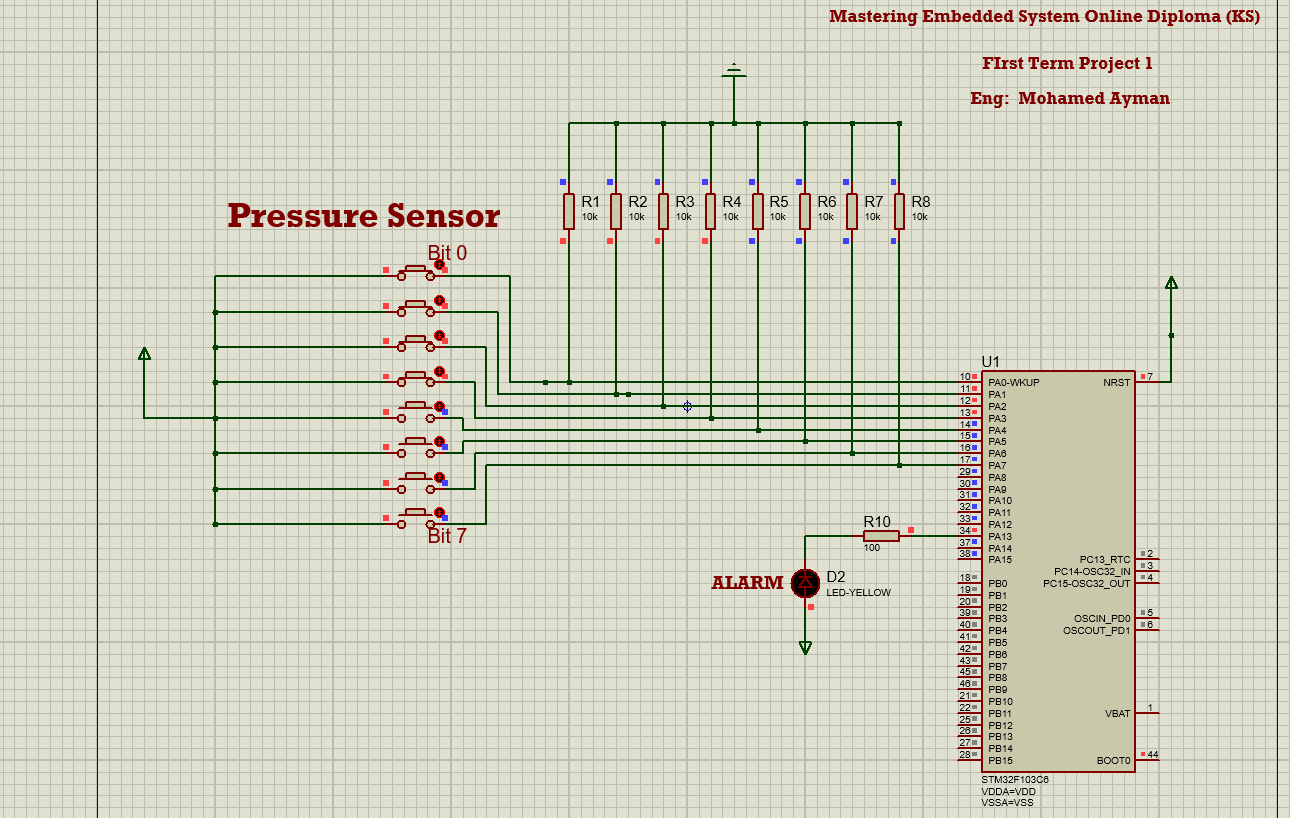 Mastering Embedded System Online Diploma (KS)
FIrst Term Project 1
Eng:  Mohamed Ayman
Pressure Sensor
Bit 0
Bit 7
R1
10k
R2
10k
R3
10k
R4
10k
R5
10k
R6
10k
R7
10k
R8
10k
R10
100
ALARM
D2
LED-YELLOW
U1
10 PA0-WKUP
11 PA1
12 PA2
13 PA3
14 PA4
15 PA5
16 PA6
17 PA7
29 PA8
30 PA9
31 PA10
32 PA11
33 PA12
34 PA13
37 PA14
38 PA15
18 PB0
19 PB1
20 PB2
39 PB3
40 PB4
41 PB5
42 PB6
43 PB7
45 PB8
46 PB9
21 PB10
22 PB11
25 PB12
26 PB13
27 PB14
28 PB15
NRST 7
PC13_RTC 2
PC14-OSC32_IN 3
PC15-OSC32_OUT 4
OSCIN_PD0 5
OSCOUT_PD1 6
VBAT 1
BOOT0 44
STM32F103C6
VDDA=VDD
VSSA=VSS